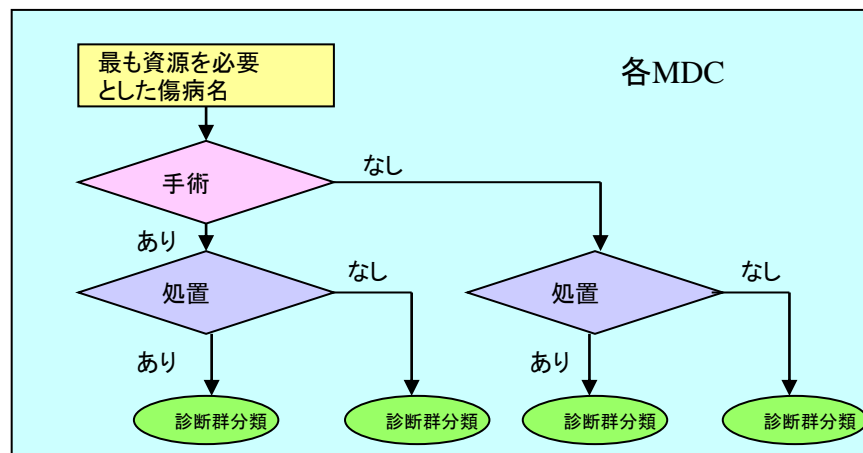 最も資源を必要
とした傷病名
各MDC
手術
なし
あり
処置
なし
処置
なし
あり
あり
診断群分類
診断群分類
診断群分類
診断群分類